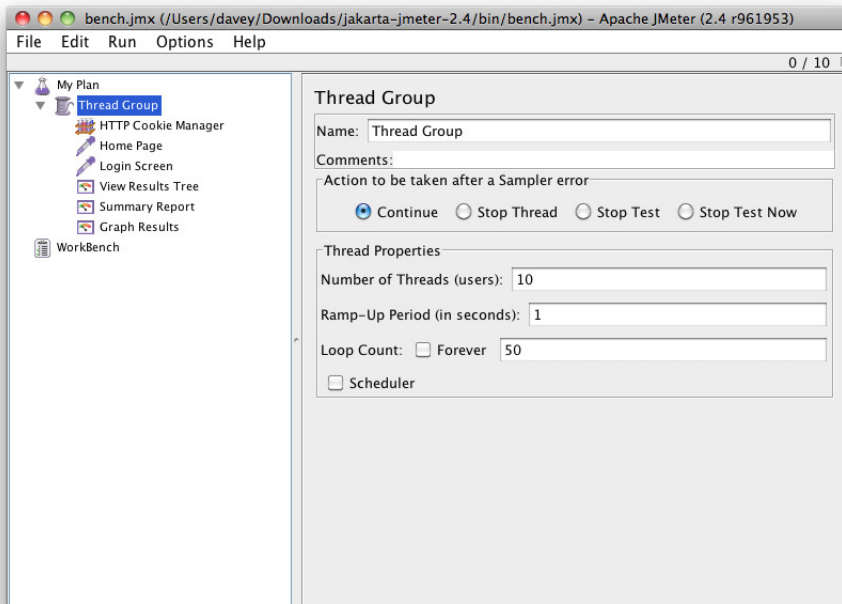 bench.jmx (/Users/davey/Downloads/jakarta-jmeter-2.4/bin/bench.jmx) – Apache JMeter (2.4 r961953)
File Edit Run Options Help
0 / 10
My Plan
Thread Group
HTTP Cookie Manager
Home Page
Login Screen
View Results Tree
Summary Report
Graph Results
WorkBench
Thread Group
Name: Thread Group
Comments:
Action to be taken after a Sampler error
Continue Stop Thread Stop Test Stop Test Now
Thread Properties
Number of Threads (users): 10
Ramp-Up Period (in seconds): 1
Loop Count: Forever 50
Scheduler